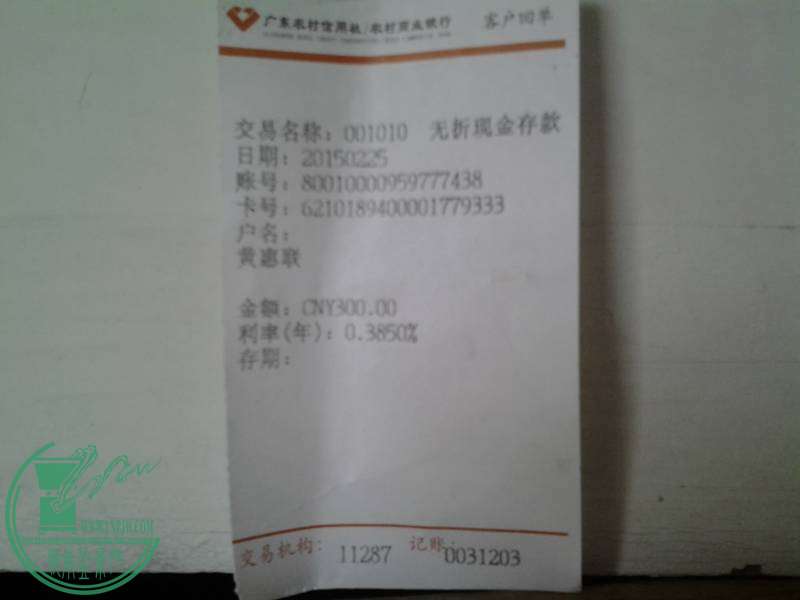 广东农村信用社/农村商业银行 客户回单
交易名称：001010 无折现金存款
日期：20150225
账号：80010000959777438
卡号：6210189400001779333
户名：
黄惠联
金额：CNY300.00
利率(年)：0.3850%
存期：
交易机构：11287 记账：0031203